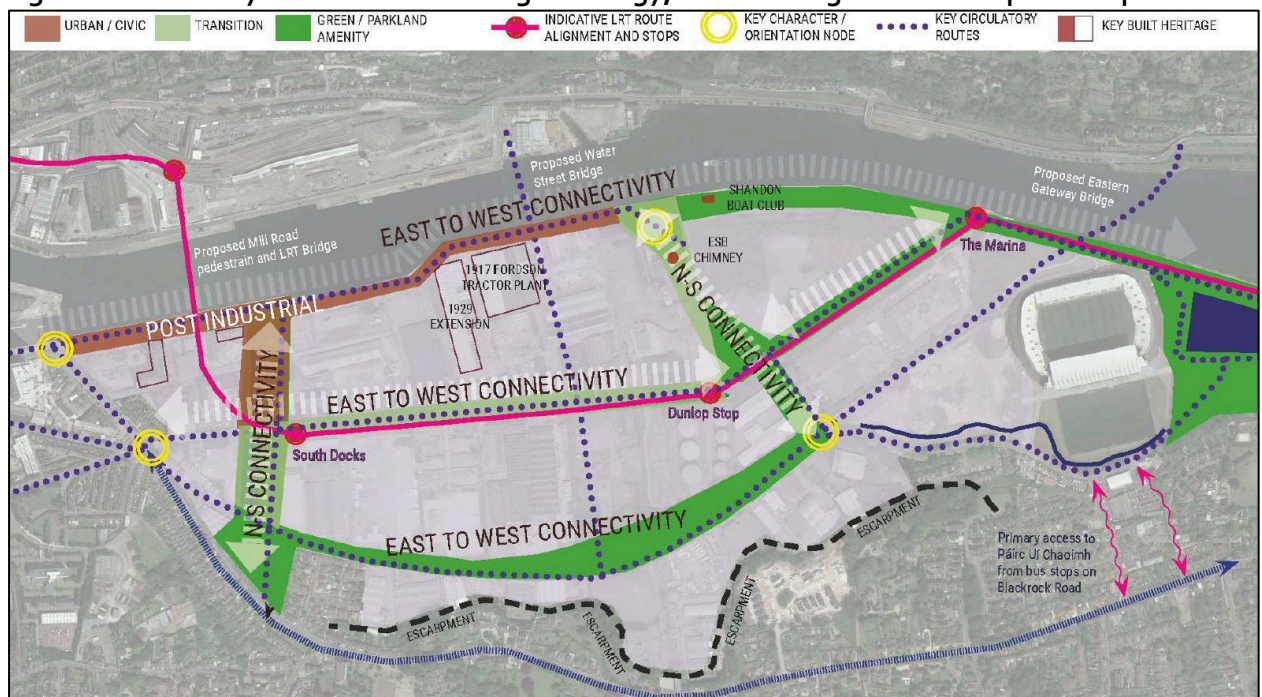 URBAN / CIVIC
TRANSITION
GREEN / PARKLAND
AMENITY
INDICATIVE LRT ROUTE
ALIGNMENT AND STOPS
KEY CHARACTER /
ORIENTATION NODE
KEY CIRCULATORY
ROUTES
KEY BUILT HERITAGE
Proposed Mill Road
pedestrain and LRT Bridge
Proposed Water
Street Bridge
Proposed Eastern
Gateway Bridge
EAST TO WEST CONNECTIVITY
SHANDON
BOAT CLUB
ESB
CHIMNEY
The Marina
1917 FORDSON
TRACTOR PLANT
1929
EXTENSION
POST INDUSTRIAL
N-S CONNECTIVITY
EAST TO WEST CONNECTIVITY
Dunlop Stop
South Docks
N-S CONNECTIVITY
EAST TO WEST CONNECTIVITY
ESCARPMENT
ESCARPMENT
ESCARPMENT
ESCARPMENT
Primary access to
Páirc Uí Chaoimh
from bus stops on
Blackrock Road